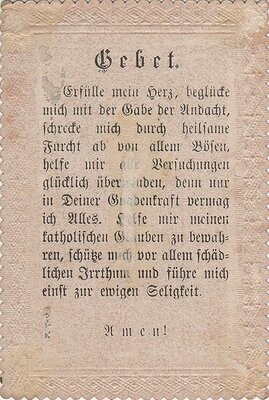 Gebet.
Erfülle mein Herz, beglücke
mich mit der Gabe der Andacht,
schrecke mich durch heilsame
Furcht ab von allem Bösen,
helfe mir alle Versuchungen
glücklich überwinden, denn nur
in Deiner Gnadenkraft vermag
ich Alles. Helfe mir meinen
katholischen Glauben zu bewah-
ren, schütze mich vor allem schäd-
lichen Irrthum und führe mich
einst zur ewigen Seligkeit.
Amen!